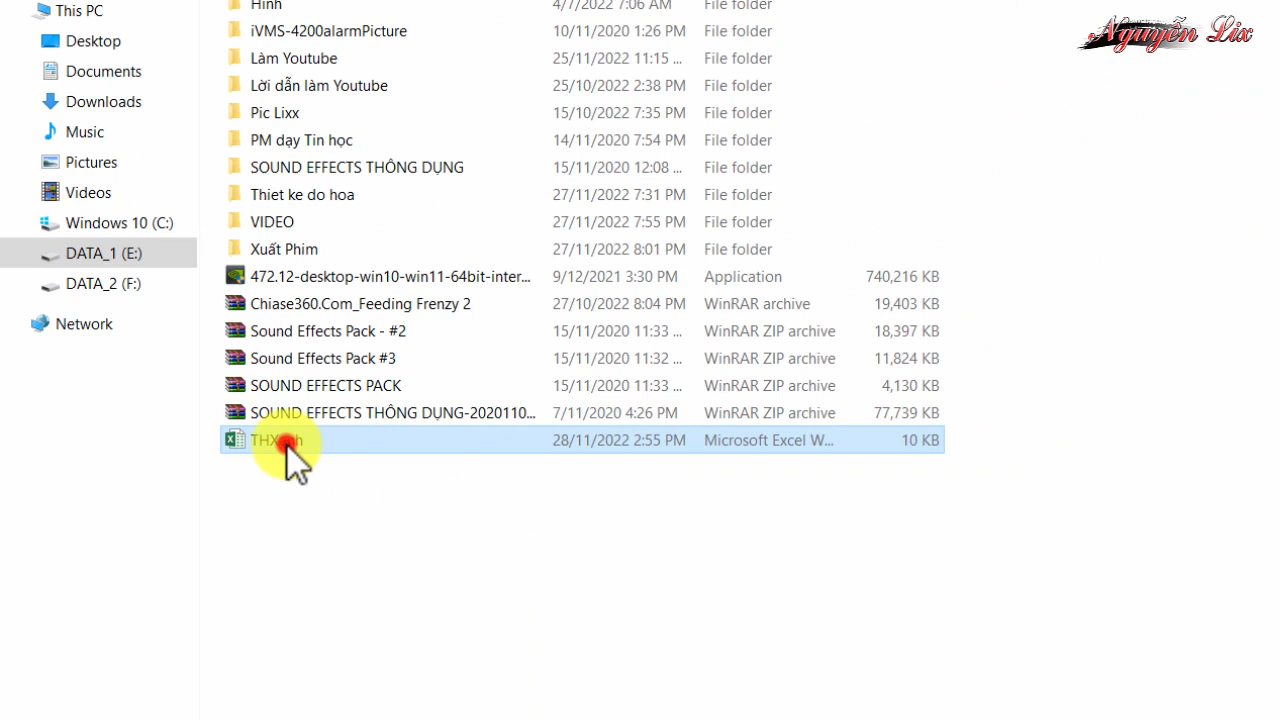 This PC
Desktop
Documents
Downloads
Music
Pictures
Videos
Windows 10 (C:)
DATA_1 (E:)
DATA_2 (F:)
Network
Hình 4/7/2022 7:06 AM File folder
iVMS-4200alarmPicture 10/11/2020 1:26 PM File folder
Làm Youtube 25/11/2022 11:15 ... File folder
Lời dẫn làm Youtube 25/10/2022 2:38 PM File folder
Pic Lixx 15/10/2022 7:35 PM File folder
PM dạy Tin học 14/11/2020 7:54 PM File folder
SOUND EFFECTS THÔNG DỤNG 15/11/2020 12:08 ... File folder
Thiet ke do hoa 27/11/2022 7:31 PM File folder
VIDEO 27/11/2022 7:55 PM File folder
Xuất Phim 27/11/2022 8:01 PM File folder
472.12-desktop-win10-win11-64bit-inter... 9/12/2021 3:30 PM Application 740,216 KB
Chiase360.Com_Feeding Frenzy 2 27/10/2022 8:04 PM WinRAR archive 19,403 KB
Sound Effects Pack - #2 15/11/2020 11:33 ... WinRAR ZIP archive 18,397 KB
Sound Effects Pack #3 15/11/2020 11:32 ... WinRAR ZIP archive 11,824 KB
SOUND EFFECTS PACK 15/11/2020 11:33 ... WinRAR ZIP archive 4,130 KB
SOUND EFFECTS THÔNG DỤNG-2020110... 7/11/2020 4:26 PM WinRAR ZIP archive 77,739 KB
28/11/2022 2:55 PM Microsoft Excel W... 10 KB
Nguyễn Lix